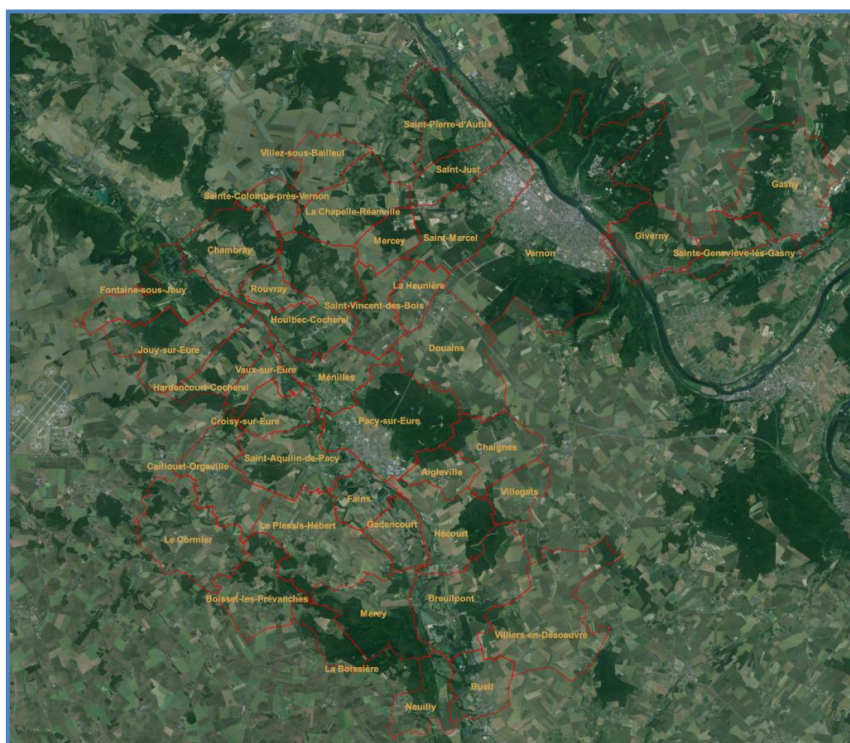 Saint-Pierre-d'Autils
Villez-sous-Bailleul
Saint-Just
Gasny
Sainte-Colombe-près-Vernon
La Chapelle-Réanville
Giverny
Mercey
Saint-Marcel
Chambray
Vernon
Sainte-Geneviève-lès-Gasny
La Heunière
Fontaine-sous-Jouy
Rouvray
Saint-Vincent-des-Bois
Houlbec-Cocherel
Douains
Jouy-sur-Eure
Vaux-sur-Eure
Ménilles
Hardencourt-Cocherel
Croisy-sur-Eure
Pacy-sur-Eure
Chaignes
Saint-Aquilin-de-Pacy
Caillouet-Orgeville
Aigleville
Villegats
Fains
Le Plessis-Hébert
Gadencourt
Hécourt
Le Cormier
Boisset-les-Prévanches
Breuilpont
Merey
Villiers-en-Désoeuvre
La Boissière
Bueil
Neuilly